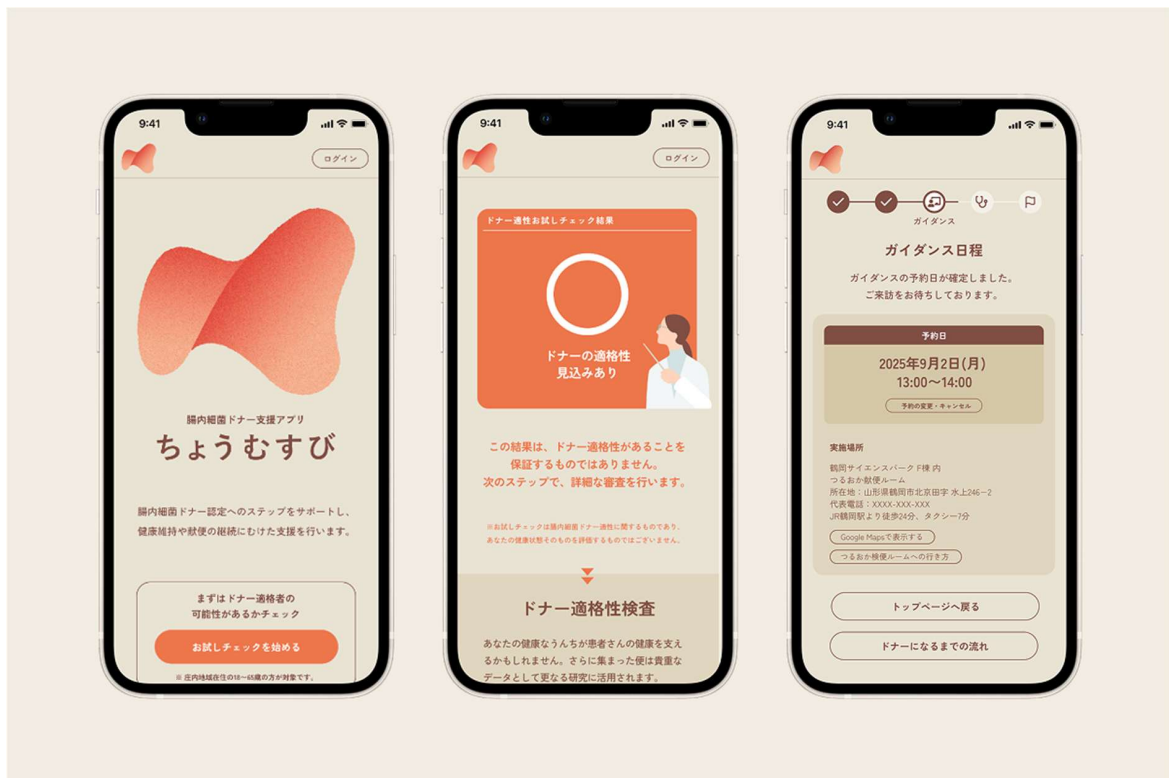 9:41
ログイン
腸内細菌ドナー支援アプリ
ちょうむすび
腸内細菌ドナー認定へのステップをサポートし、
健康維持や献便の継続にむけた支援を行います。
まずはドナー適格者の
可能性があるかチェック
お試しチェックを始める
※ 庄内地域在住の18〜65歳の方が対象です。
9:41
ログイン
ドナー適性お試しチェック結果
ドナーの適格性
見込みあり
この結果は、ドナー適格性があることを
保証するものではありません。
次のステップで、詳細な審査を行います。
※お試しチェックは腸内細菌ドナー適性に関するものであり、
あなたの健康状態そのものを評価するものではございません。
ドナー適格性検査
あなたの健康なうんちが患者さんの健康を支え
るかもしれません。さらに集まった便は貴重な
データとして更なる研究に活用されます。
9:41
ガイダンス
ガイダンス日程
ガイダンスの予約日が確定しました。
ご来訪をお待ちしております。
予約日
2025年9月2日(月)
13:00〜14:00
予約の変更・キャンセル
実施場所
鶴岡サイエンスパーク F棟 内
つるおか献便ルーム
所在地：山形県鶴岡市北京田字 水上246−2
代表電話：XXXX-XXX-XXX
JR鶴岡駅より徒歩24分、タクシー7分
Google Mapsで表示する
つるおか検便ルームへの行き方
トップページへ戻る
ドナーになるまでの流れ